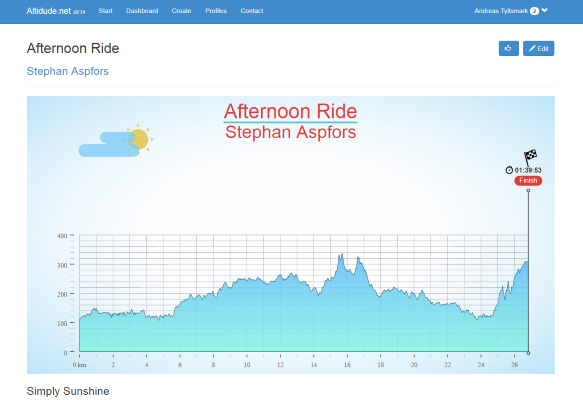 Altidude.net .BETA Start Dashboard Create Profiles Contact Andreas Tyllsmark 2
Afternoon Ride
Edit
Stephan Aspfors
Afternoon Ride
Stephan Aspfors
01:39:53
Finish
400
300
200
100
0
0 km 2 4 6 8 10 12 14 16 18 20 22 24 26
Simply Sunshine